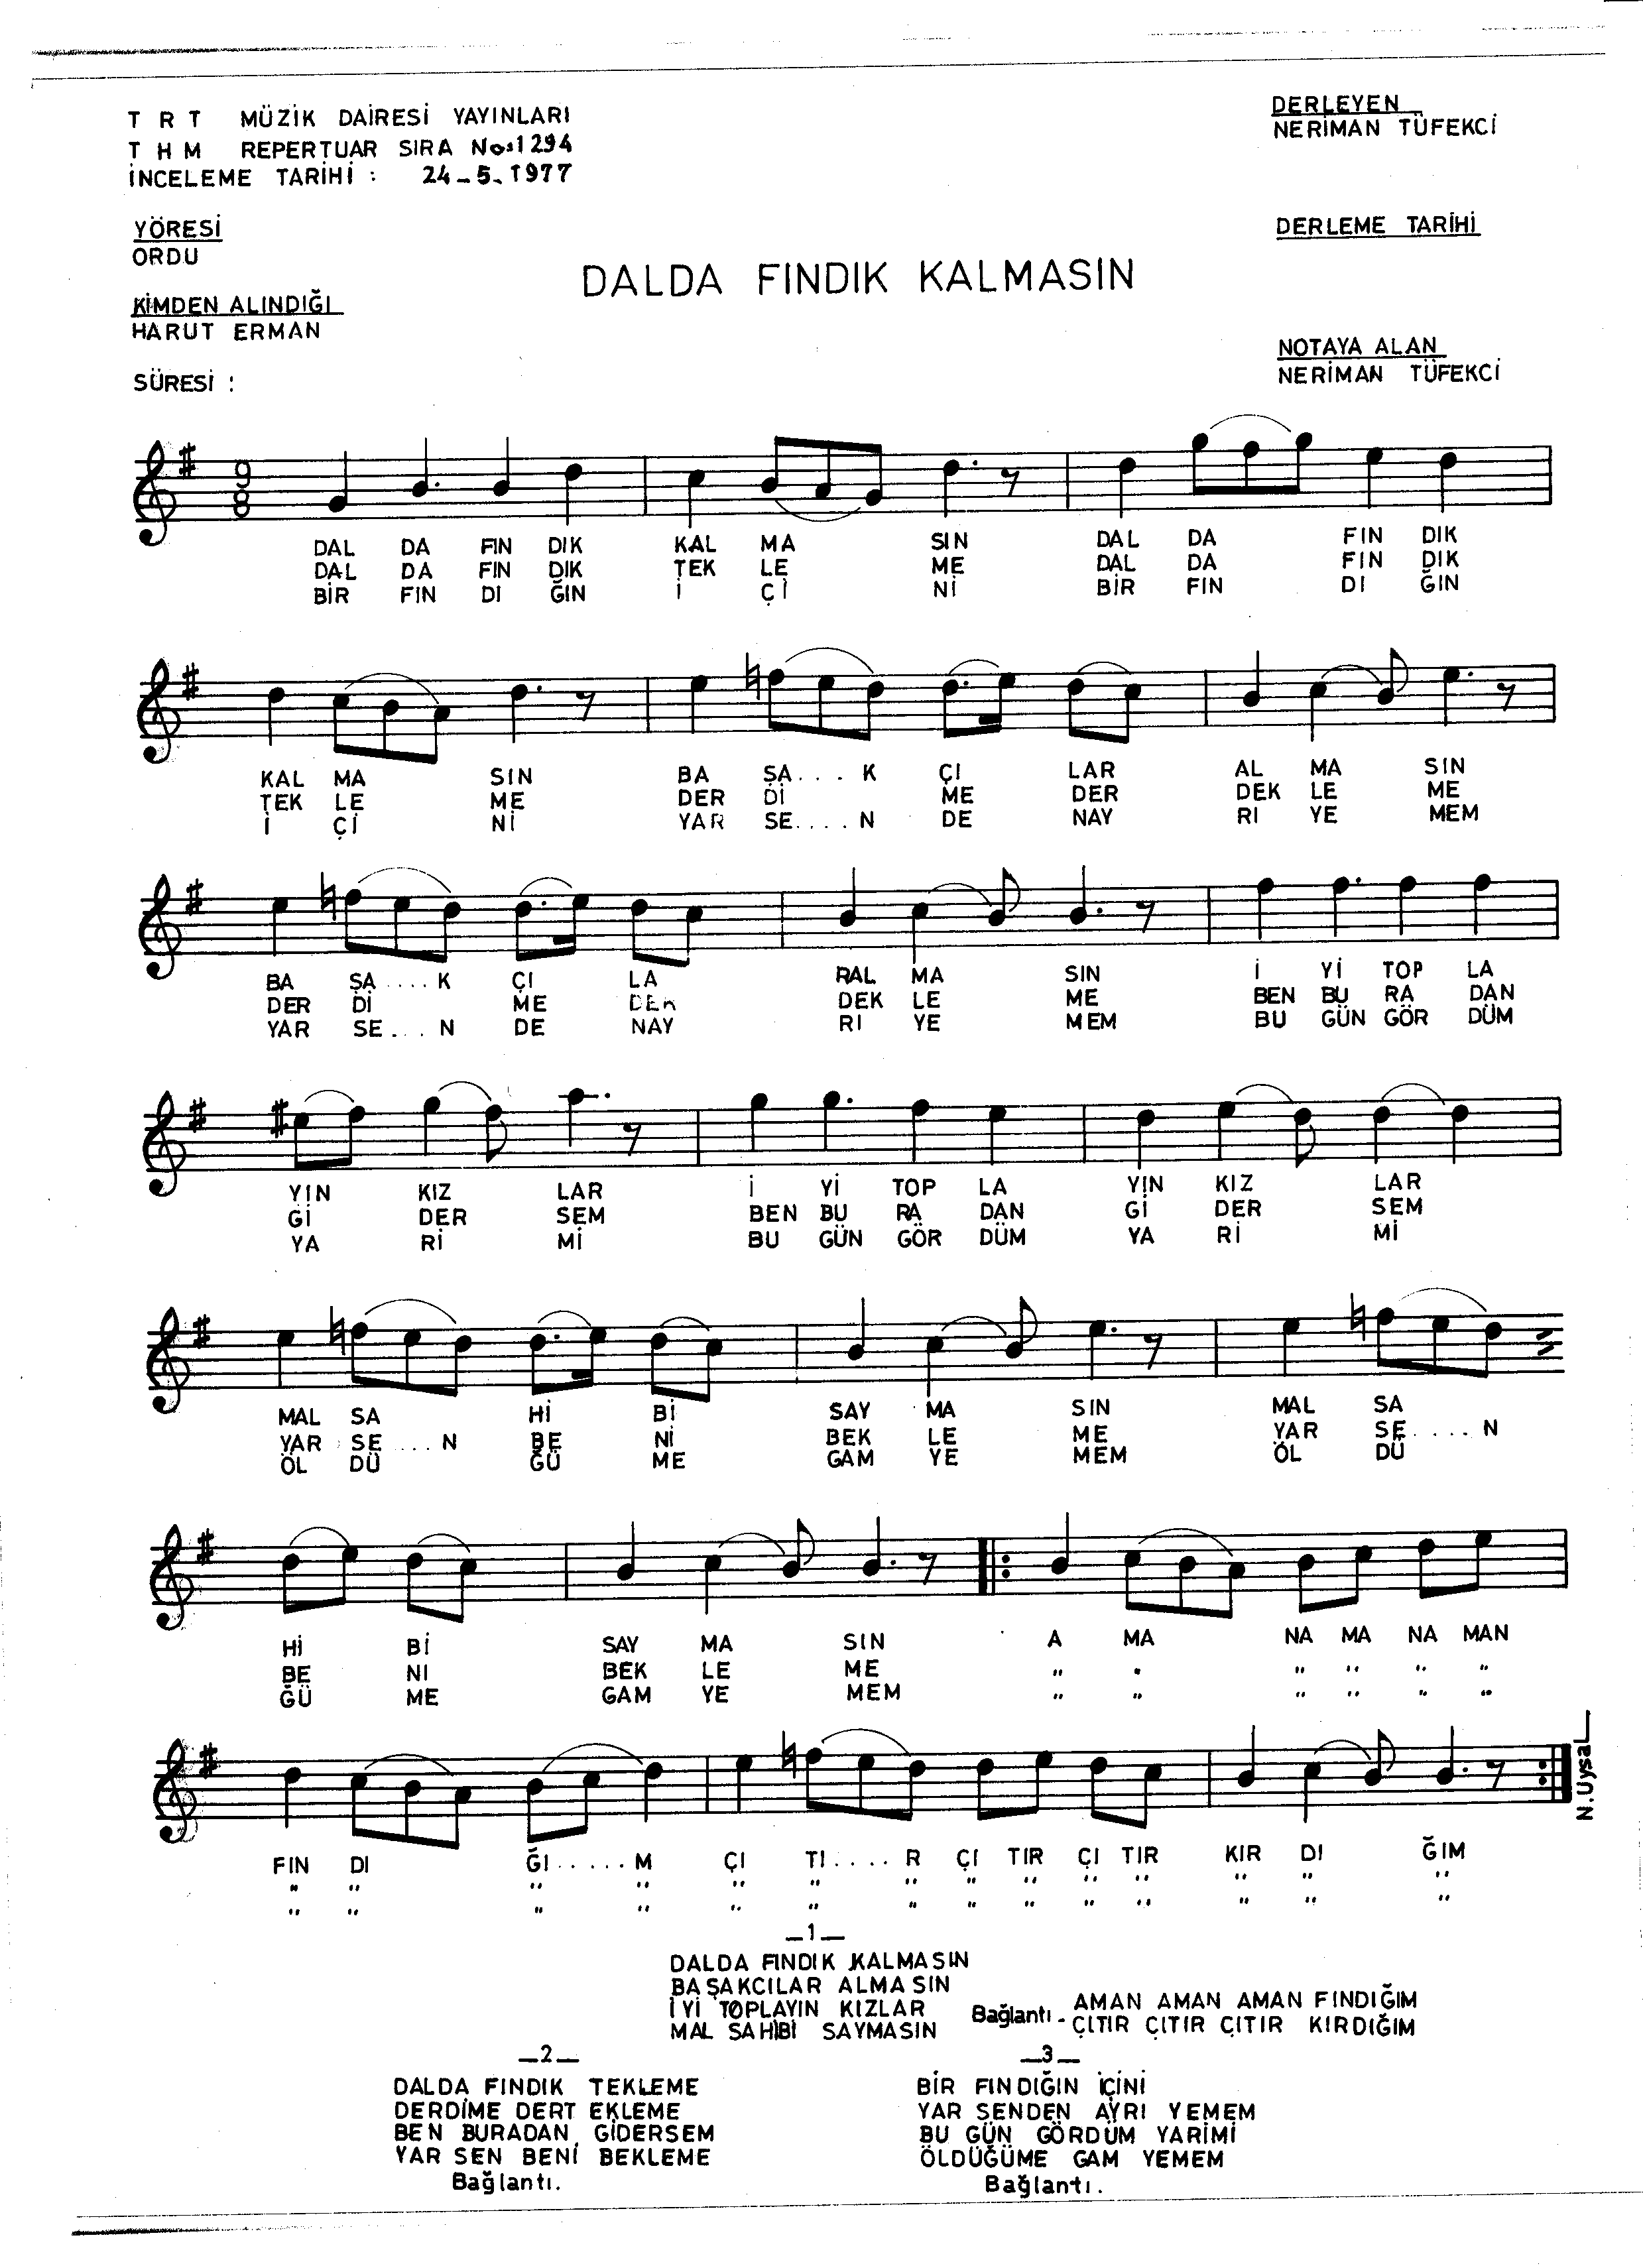 T R T MÜZİK DAİRESİ YAYINLARI
T H M REPERTUAR SIRA No:1294
İNCELEME TARİHİ : 24-5-1977
DERLEYEN
NERİMAN TÜFEKCİ
YÖRESİ
ORDU
DERLEME TARİHİ
DALDA FINDIK KALMASIN
KİMDEN ALINDIĞI
HARUT ERMAN
NOTAYA ALAN
NERİMAN TÜFEKCİ
SÜRESİ :
9
8
DAL DA FIN DIK KAL MA SIN DAL DA FIN DIK
DAL DA FIN DIK TEK LE ME DAL DA FIN DIK
BİR FIN DI ĞIN İ Çİ Nİ BİR FIN DI ĞIN
KAL MA SIN BA ŞA... K ÇI LAR AL MA SIN
TEK LE ME DER Dİ ME DER DEK LE ME
İ Çİ Nİ YAR SE.... N DE NAY RI YE MEM
BA ŞA .... K ÇI LA RAL MA SIN İ Yİ TOP LA
DER Dİ ME DER DEK LE ME BEN BU RA DAN
YAR SE ... N DE NAY RI YE MEM BU GÜN GÖR DÜM
YIN KIZ LAR İ Yİ TOP LA YIN KIZ LAR
Gİ DER SEM BEN BU RA DAN Gİ DER SEM
YA Rİ Mİ BU GÜN GÖR DÜM YA Rİ Mİ
MAL SA Hİ Bİ SAY MA SIN MAL SA
YAR SE ... N BE Nİ BEK LE ME YAR SE .... N
ÖL DÜ ĞÜ ME GAM YE MEM ÖL DÜ
Hİ Bİ SAY MA SIN A MA NA MA NA MAN
BE NI BEK LE ME " " " " " "
ĞÜ ME GAM YE MEM " " " " " "
FIN DI ĞI ..... M ÇI TI .... R ÇI TIR ÇI TIR KIR DI ĞIM
" " " " " " " " " " " " " "
" " " " " " " " " " " " " "
N. Uysal
_1_
DALDA FINDIK KALMASIN
BAŞAKCILAR ALMASIN
İYİ TOPLAYIN KIZLAR
MAL SAHİBİ SAYMASIN
Bağlantı - AMAN AMAN AMAN FINDIĞIM
ÇITIR ÇITIR ÇITIR KIRDIĞIM
_2_
DALDA FINDIK TEKLEME
DERDİME DERT EKLEME
BEN BURADAN GİDERSEM
YAR SEN BENİ BEKLEME
Bağlantı.
_3_
BİR FINDIĞIN İÇİNİ
YAR SENDEN AYRI YEMEM
BU GÜN GÖRDÜM YARİMİ
ÖLDÜĞÜME GAM YEMEM
Bağlantı.